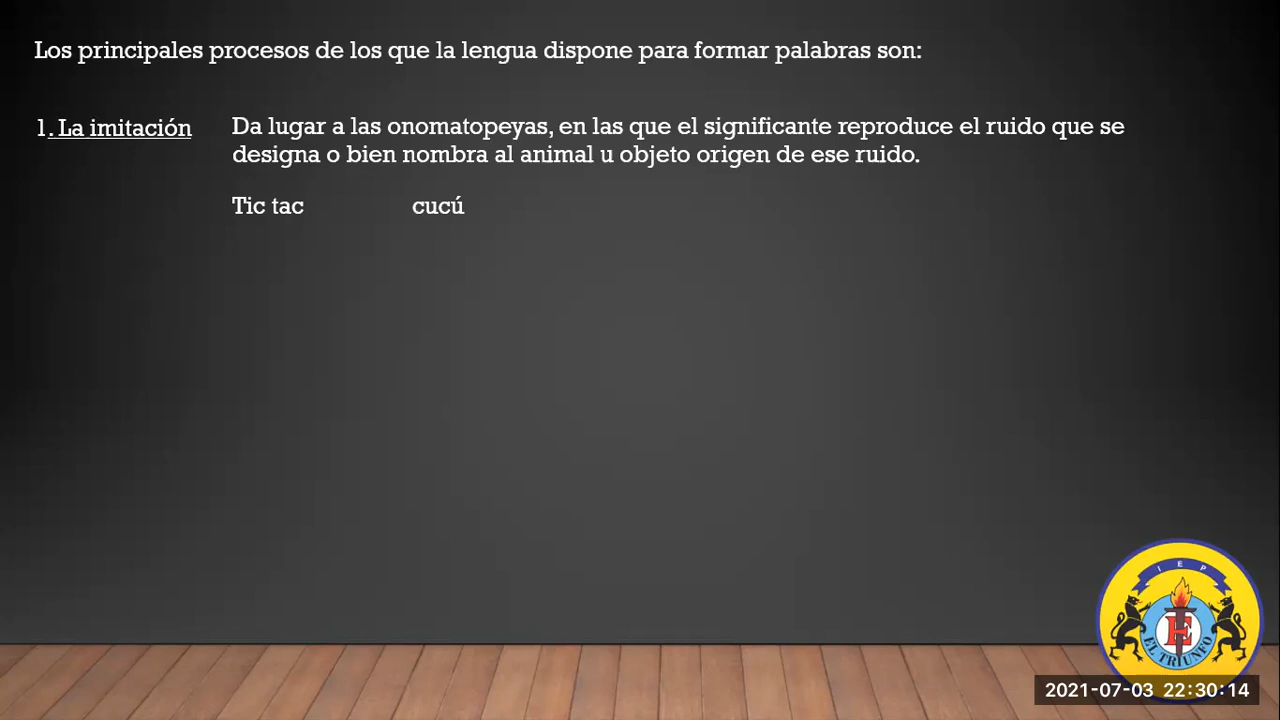 Los principales procesos de los que la lengua dispone para formar palabras son:
1. La imitación
Da lugar a las onomatopeyas, en las que el significante reproduce el ruido que se
designa o bien nombra al animal u objeto origen de ese ruido.
Tic tac cucú
I E P
E
EL TRIUNFO
2021-07-03 22:30:14